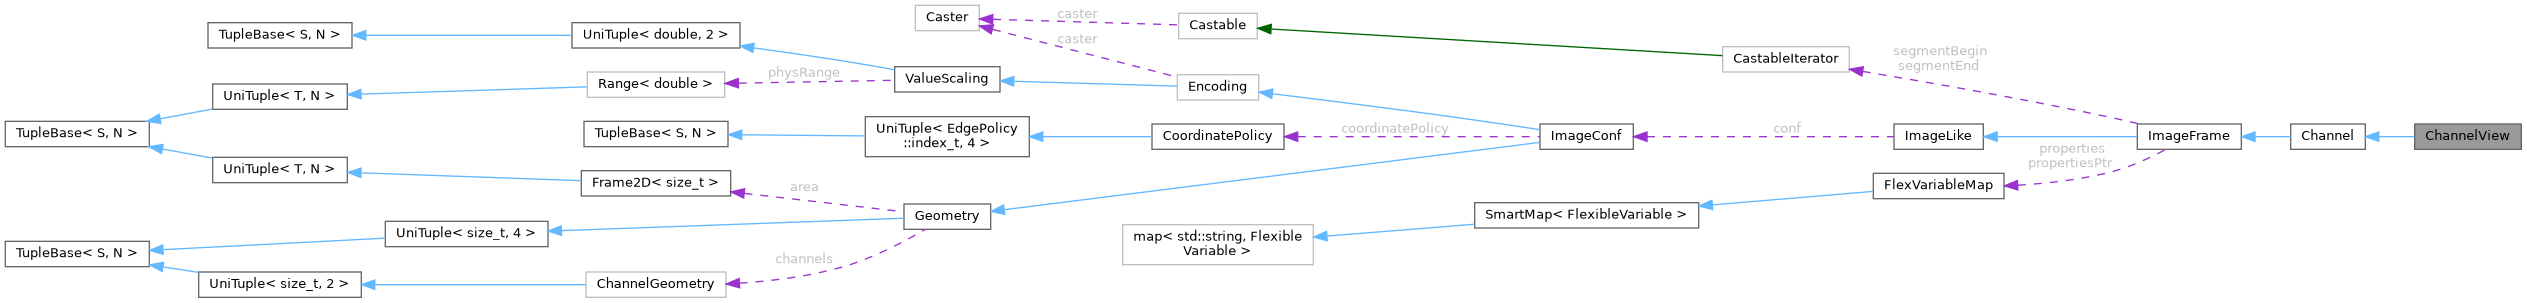 Caster
caster
Castable
TupleBase< S, N >
UniTuple< double, 2 >
caster
segmentBegin
segmentEnd
CastableIterator
physRange
ValueScaling
Range< double >
Encoding
UniTuple< T, N >
TupleBase< S, N >
TupleBase< S, N >
UniTuple< EdgePolicy
::index_t, 4 >
CoordinatePolicy
coordinatePolicy
ImageConf
conf
ImageLike
ImageFrame
Channel
ChannelView
properties
propertiesPtr
UniTuple< T, N >
Frame2D< size_t >
area
FlexVariableMap
Geometry
SmartMap< FlexibleVariable >
UniTuple< size_t, 4 >
map< std::string, Flexible
Variable >
TupleBase< S, N >
channels
UniTuple< size_t, 2 >
ChannelGeometry